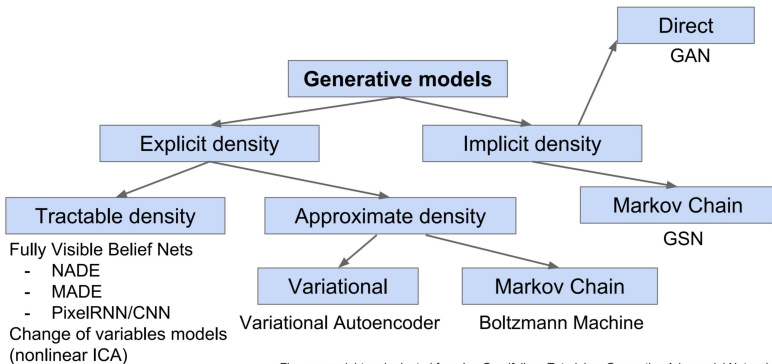 Direct
GAN
Generative models
Explicit density
Implicit density
Tractable density
Approximate density
Markov Chain
GSN
Fully Visible Belief Nets
- NADE
- MADE
- PixelRNN/CNN
Change of variables models
(nonlinear ICA)
Variational
Variational Autoencoder
Markov Chain
Boltzmann Machine